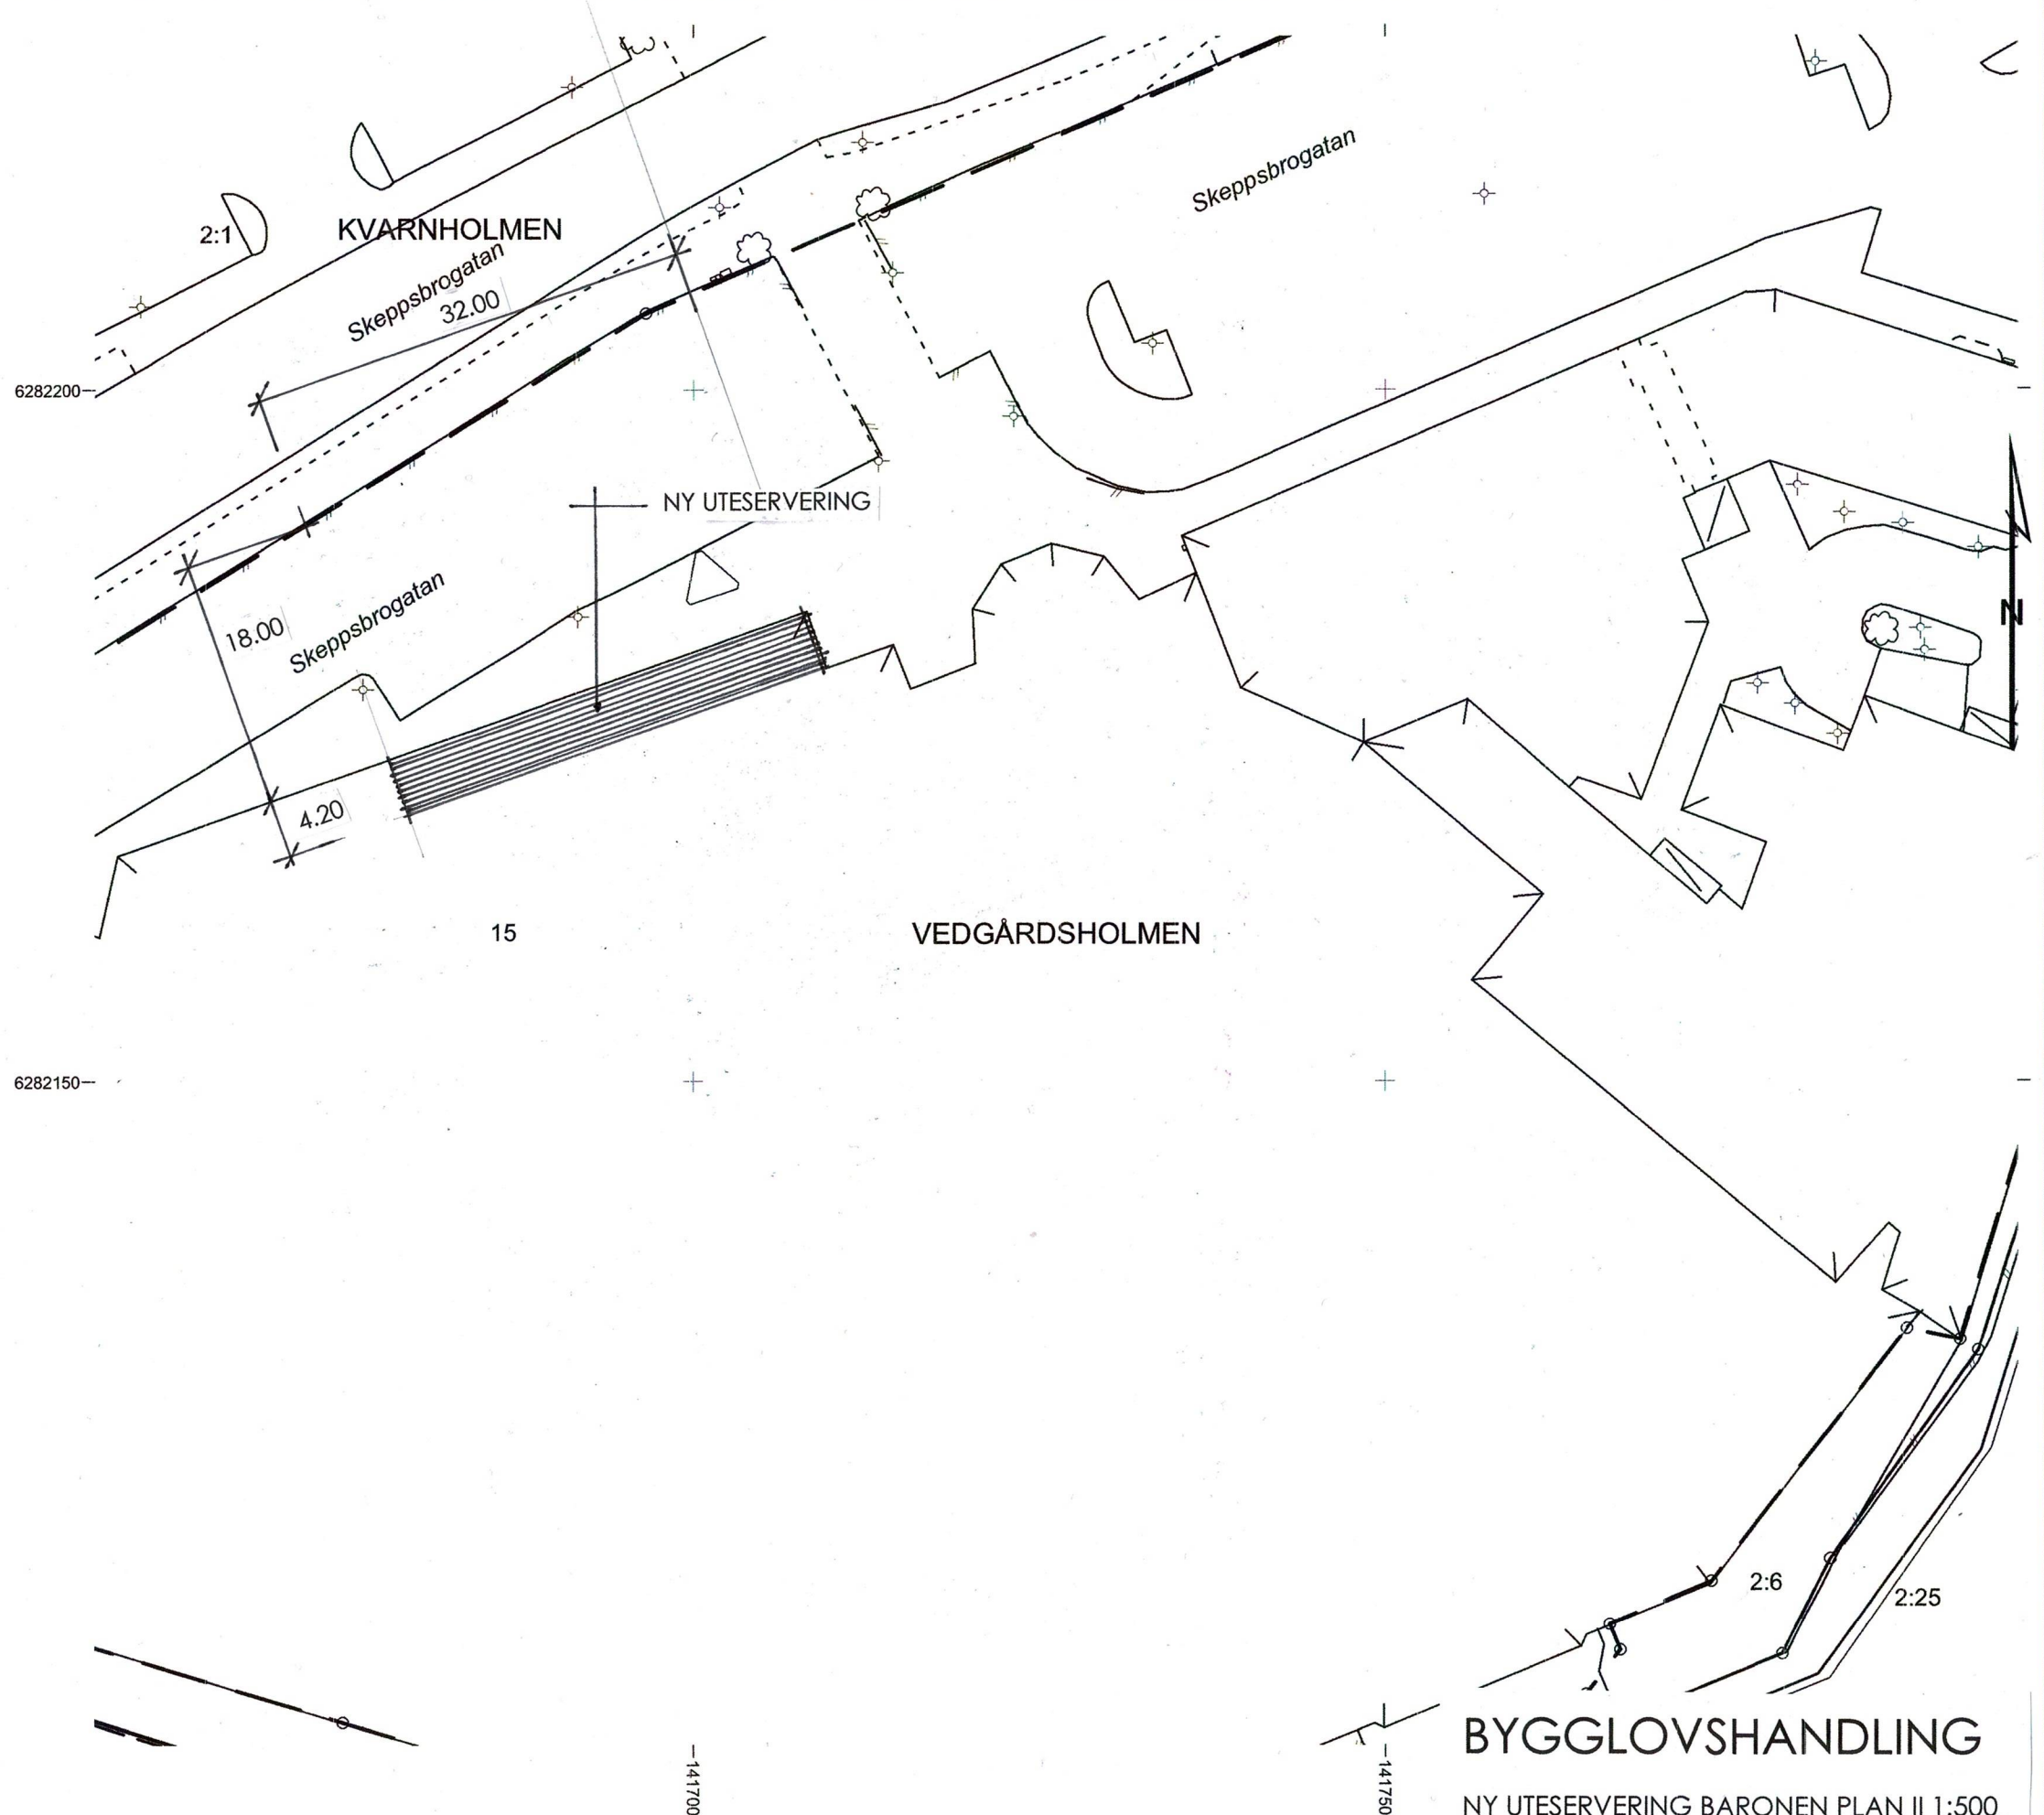 Skeppsbrogatan
2:1
KVARNHOLMEN
Skeppsbrogatan
32.00
6282200
NY UTESERVERING
18.00
Skeppsbrogatan
N
4.20
15
VEDGÅRDSHOLMEN
6282150
2:6
2:25
BYGGLOVSHANDLING
141700
141750
NY UTESERVERING BARONEN PLAN II 1:500